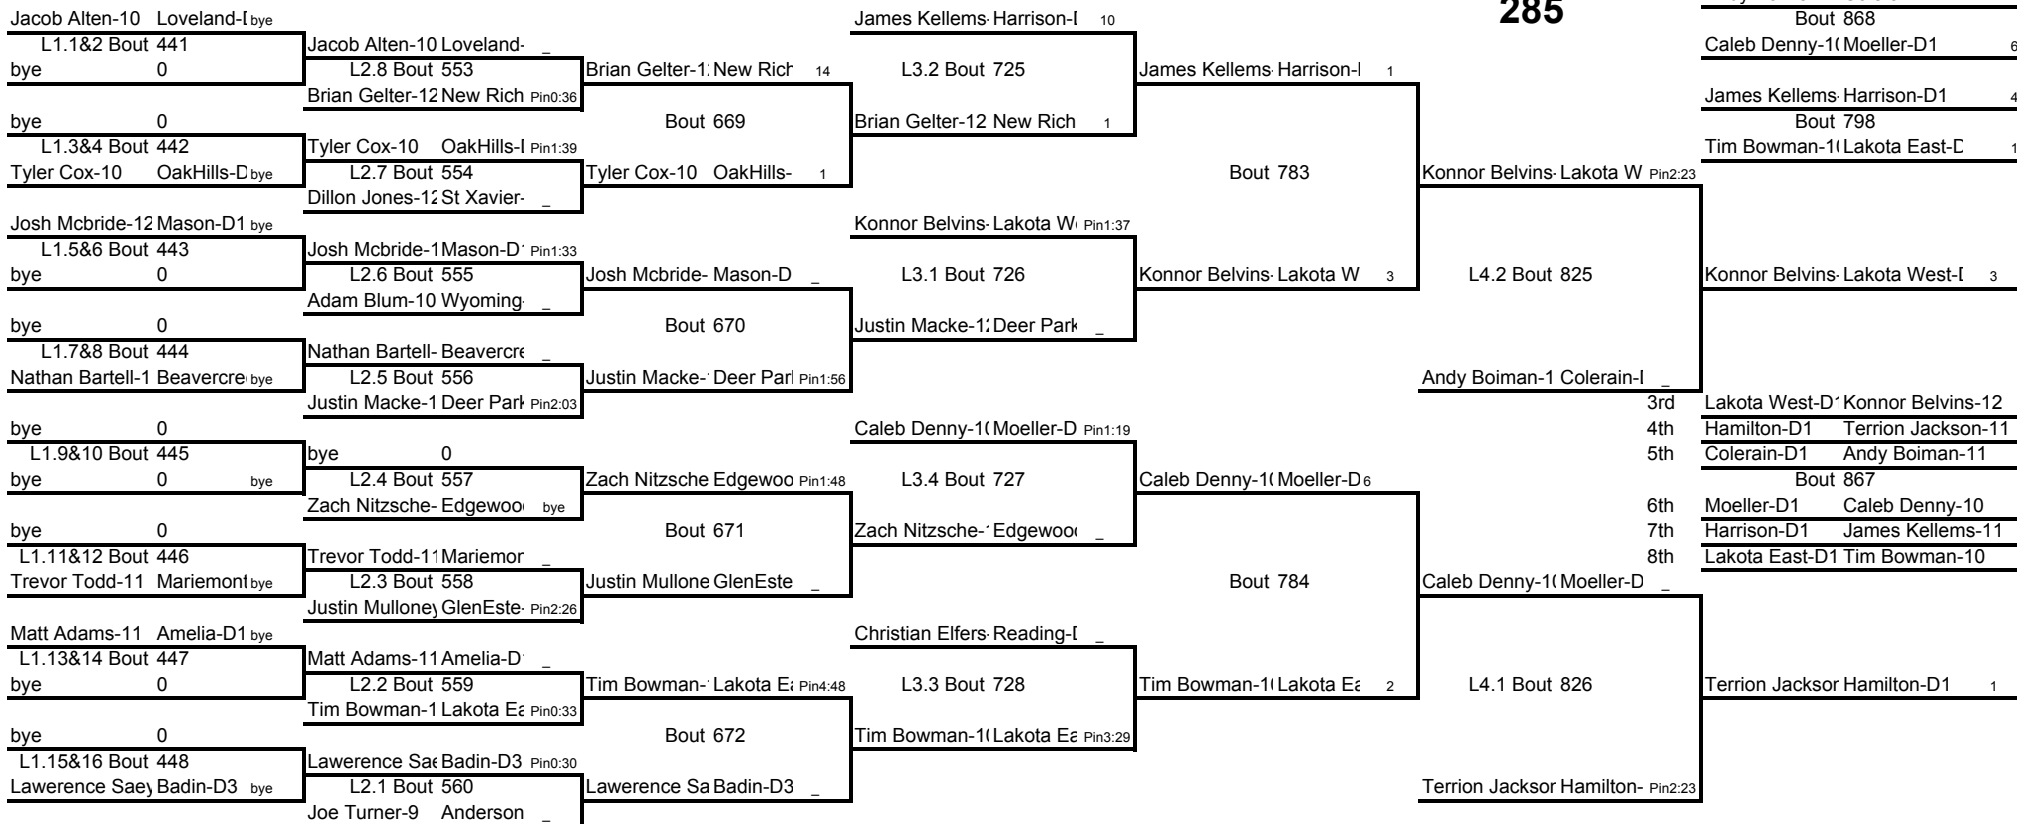 Jacob Alten-10 Loveland-D bye
L1.1&2 Bout 441
bye 0
bye 0
L1.3&4 Bout 442
Tyler Cox-10 OakHills-D bye
Josh Mcbride-12 Mason-D1 bye
L1.5&6 Bout 443
bye 0
bye 0
L1.7&8 Bout 444
Nathan Bartell-1 Beavercre bye
bye 0
L1.9&10 Bout 445
bye 0 bye
bye 0
L1.11&12 Bout 446
Trevor Todd-11 Mariemont bye
Matt Adams-11 Amelia-D1 bye
L1.13&14 Bout 447
bye 0
bye 0
L1.15&16 Bout 448
Lawerence Saey Badin-D3 bye
Jacob Alten-10 Loveland- _
L2.8 Bout 553
Brian Gelter-12 New Rich Pin0:36
Tyler Cox-10 OakHills-D Pin1:39
L2.7 Bout 554
Dillon Jones-12 St Xavier- _
Josh Mcbride-1 Mason-D1 Pin1:33
L2.6 Bout 555
Adam Blum-10 Wyoming- _
Nathan Bartell- Beavercre _
L2.5 Bout 556
Justin Macke-1 Deer Park Pin2:03
bye 0
L2.4 Bout 557
Zach Nitzsche- Edgewood bye
Trevor Todd-11 Mariemon _
L2.3 Bout 558
Justin Mulloney GlenEste- Pin2:26
Matt Adams-11 Amelia-D1 _
L2.2 Bout 559
Tim Bowman-1 Lakota Ea Pin0:33
Lawerence Sae Badin-D3 Pin0:30
L2.1 Bout 560
Joe Turner-9 Anderson _
Brian Gelter-12 New Rich 14
Bout 669
Tyler Cox-10 OakHills- 1
Josh Mcbride- Mason-D _
Bout 670
Justin Macke-1 Deer Park Pin1:56
Zach Nitzsche Edgewoo Pin1:48
Bout 671
Justin Mullone GlenEste _
Tim Bowman-1 Lakota Ea Pin4:48
Bout 672
Lawerence Sa Badin-D3 _
James Kellems- Harrison-D 10
L3.2 Bout 725
Brian Gelter-12 New Rich 1
Konnor Belvins- Lakota We Pin1:37
L3.1 Bout 726
Justin Macke-12 Deer Park _
Caleb Denny-10 Moeller-D Pin1:19
L3.4 Bout 727
Zach Nitzsche-1 Edgewood _
Christian Elfers- Reading-D _
L3.3 Bout 728
Tim Bowman-10 Lakota Ea Pin3:29
James Kellems- Harrison-D 1
Bout 783
Konnor Belvins- Lakota W 3
Caleb Denny-10 Moeller-D 6
Bout 784
Tim Bowman-10 Lakota Ea 2
285
Konnor Belvins- Lakota W Pin2:23
L4.2 Bout 825
Andy Boiman-1 Colerain-D _
Caleb Denny-10 Moeller-D _
L4.1 Bout 826
Terrion Jackson Hamilton- Pin2:23
Bout 868
Caleb Denny-10 Moeller-D1 6
James Kellems- Harrison-D1 4
Bout 798
Tim Bowman-10 Lakota East-D 1
Konnor Belvins- Lakota West-D 3
3rd Lakota West-D1 Konnor Belvins-12
4th Hamilton-D1 Terrion Jackson-11
5th Colerain-D1 Andy Boiman-11
Bout 867
6th Moeller-D1 Caleb Denny-10
7th Harrison-D1 James Kellems-11
8th Lakota East-D1 Tim Bowman-10
Terrion Jackson Hamilton-D1 1